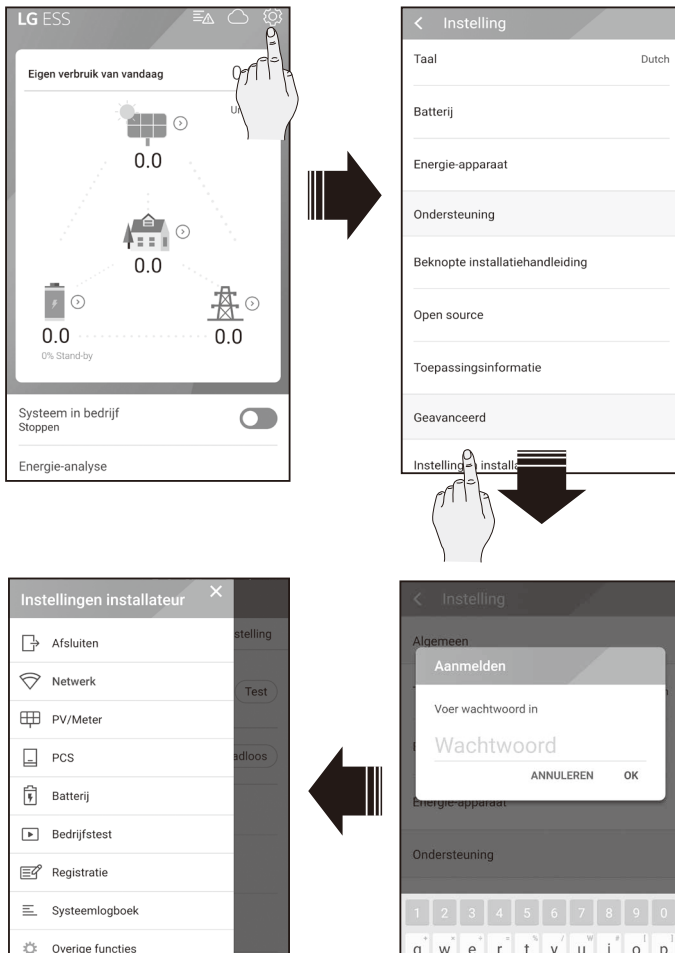 LG ESS
Eigen verbruik van vandaag
0.0
0.0
0.0
0.0
0% Stand-by
Systeem in bedrijf
Stoppen
Energie-analyse
Instelling
Taal
Dutch
Batterij
Energie-apparaat
Ondersteuning
Beknopte installatiehandleiding
Open source
Toepassingsinformatie
Geavanceerd
Instelling
Algemeen
Aanmelden
Voer wachtwoord in
Wachtwoord
ANNULEREN OK
Energie-apparaat
Ondersteuning
1 2 3 4 5 6 7 8 9 0
q w e r t y u i o p
Instellingen installateur
Afsluiten
Netwerk
Test
PV/Meter
PCS
Batterij
Bedrijfstest
Registratie
Systeemlogboek
Overige functies